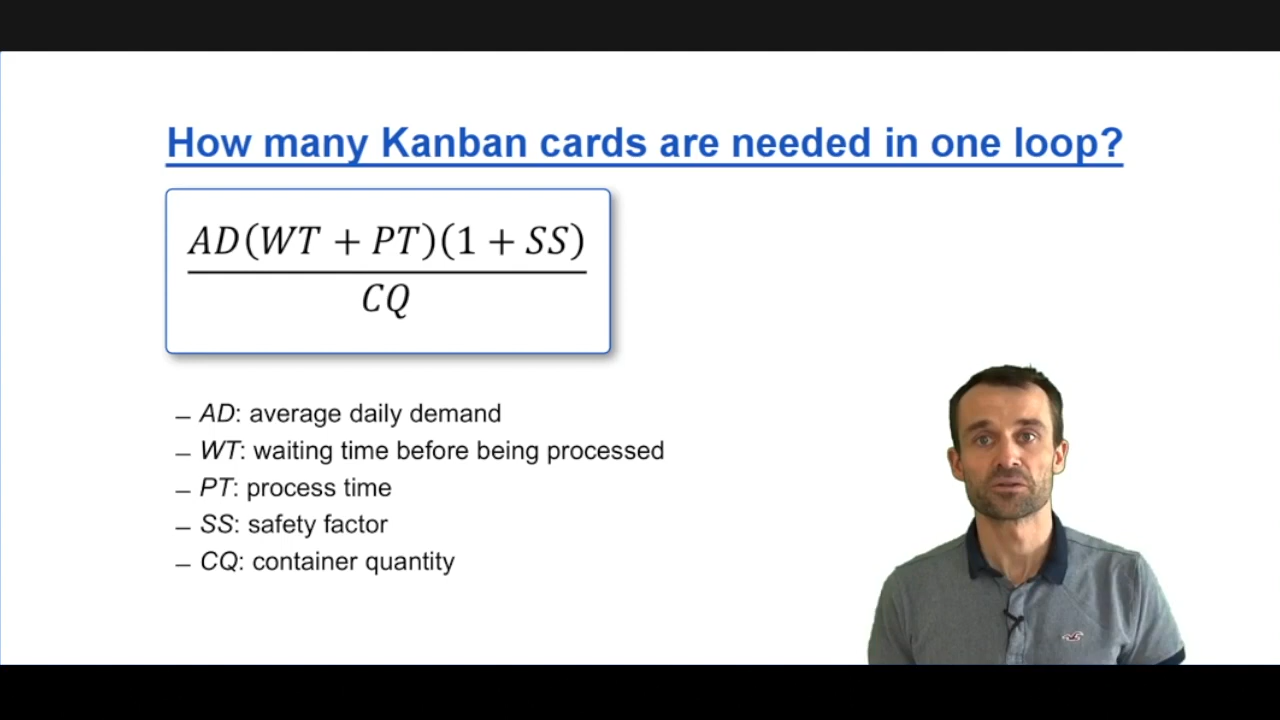 How many Kanban cards are needed in one loop?
AD(WT + PT)(1 + SS)
CQ
– AD: average daily demand
– WT: waiting time before being processed
– PT: process time
– SS: safety factor
– CQ: container quantity